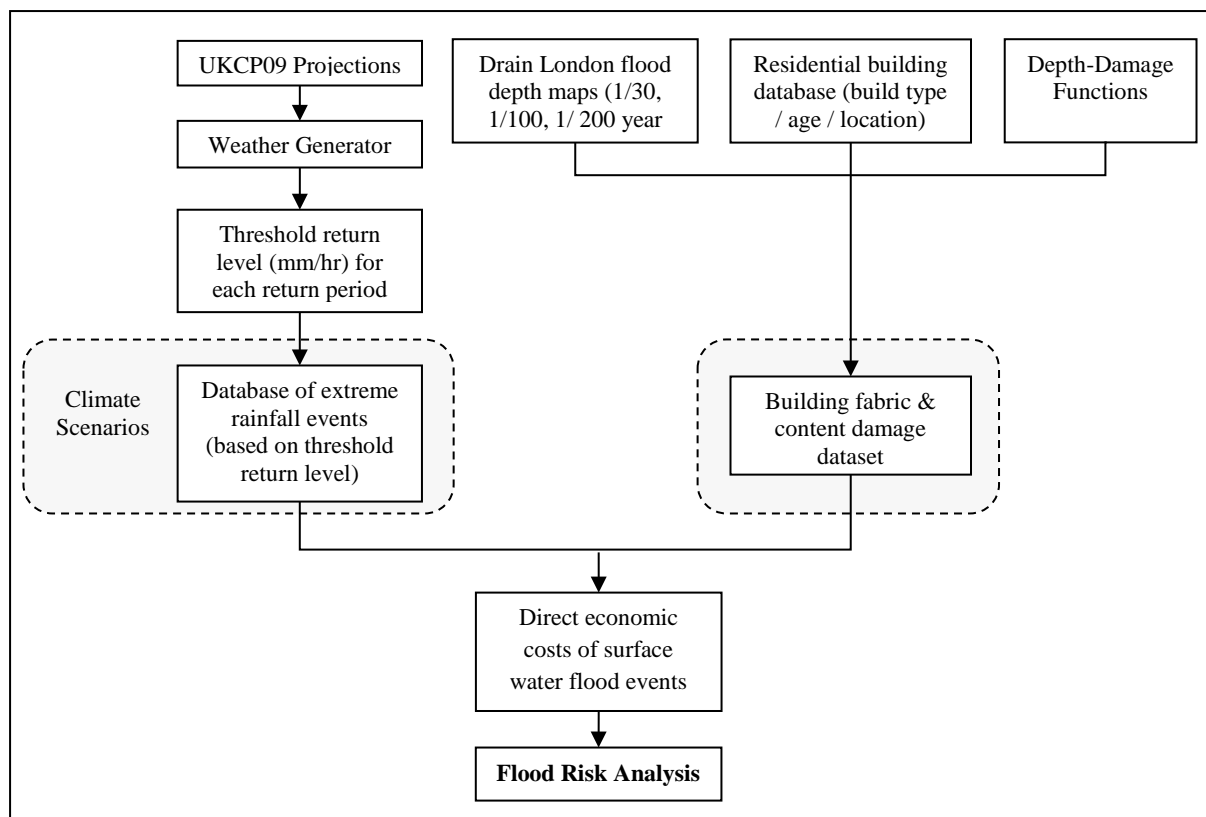 UKCP09 Projections
Weather Generator
Threshold return
level (mm/hr) for
each return period
Climate
Scenarios
Database of extreme
rainfall events
(based on threshold
return level)
Drain London flood
depth maps (1/30,
1/100, 1/ 200 year
Residential building
database (build type
/ age / location)
Depth-Damage
Functions
Building fabric &
content damage
dataset
Direct economic
costs of surface
water flood events
Flood Risk Analysis